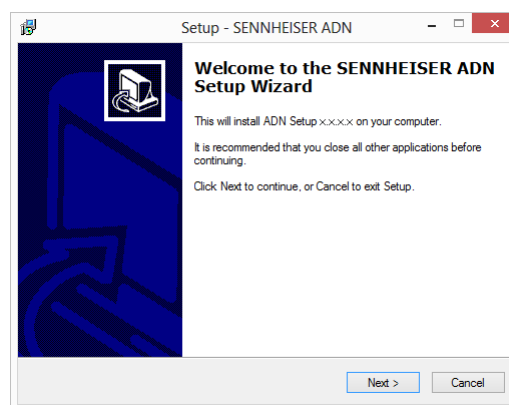 Setup - SENNHEISER ADN
Welcome to the SENNHEISER ADN
Setup Wizard
This will install ADN Setup x.x.x.x on your computer.
It is recommended that you close all other applications before
continuing.
Click Next to continue, or Cancel to exit Setup.
Next >
Cancel